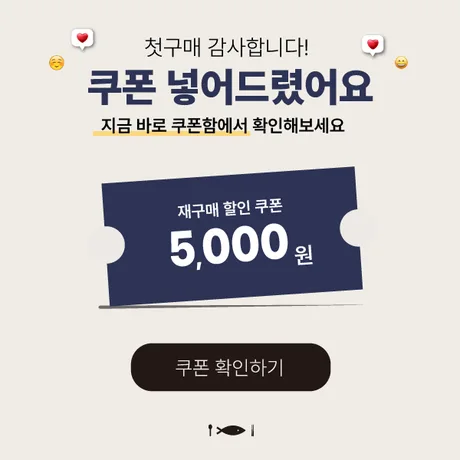 첫구매 감사합니다!
쿠폰 넣어드렸어요
지금 바로 쿠폰함에서 확인해보세요
재구매 할인 쿠폰
5,000 원
쿠폰 확인하기